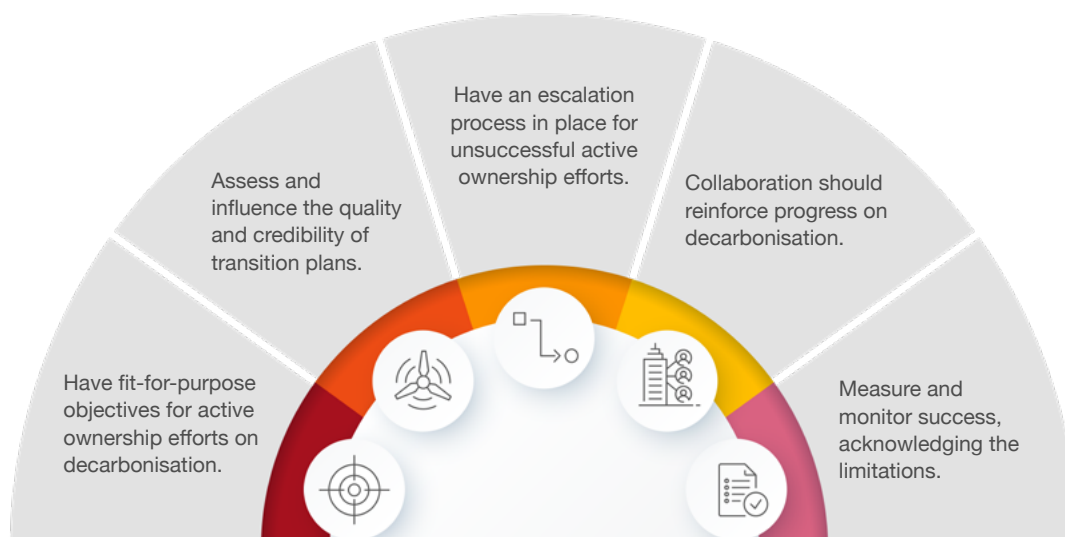 Have fit-for-purpose
objectives for active
ownership efforts on
decarbonisation.
Assess and
influence the quality
and credibility of
transition plans.
Have an escalation
process in place for
unsuccessful active
ownership efforts.
Collaboration should
reinforce progress on
decarbonisation.
Measure and
monitor success,
acknowledging the
limitations.